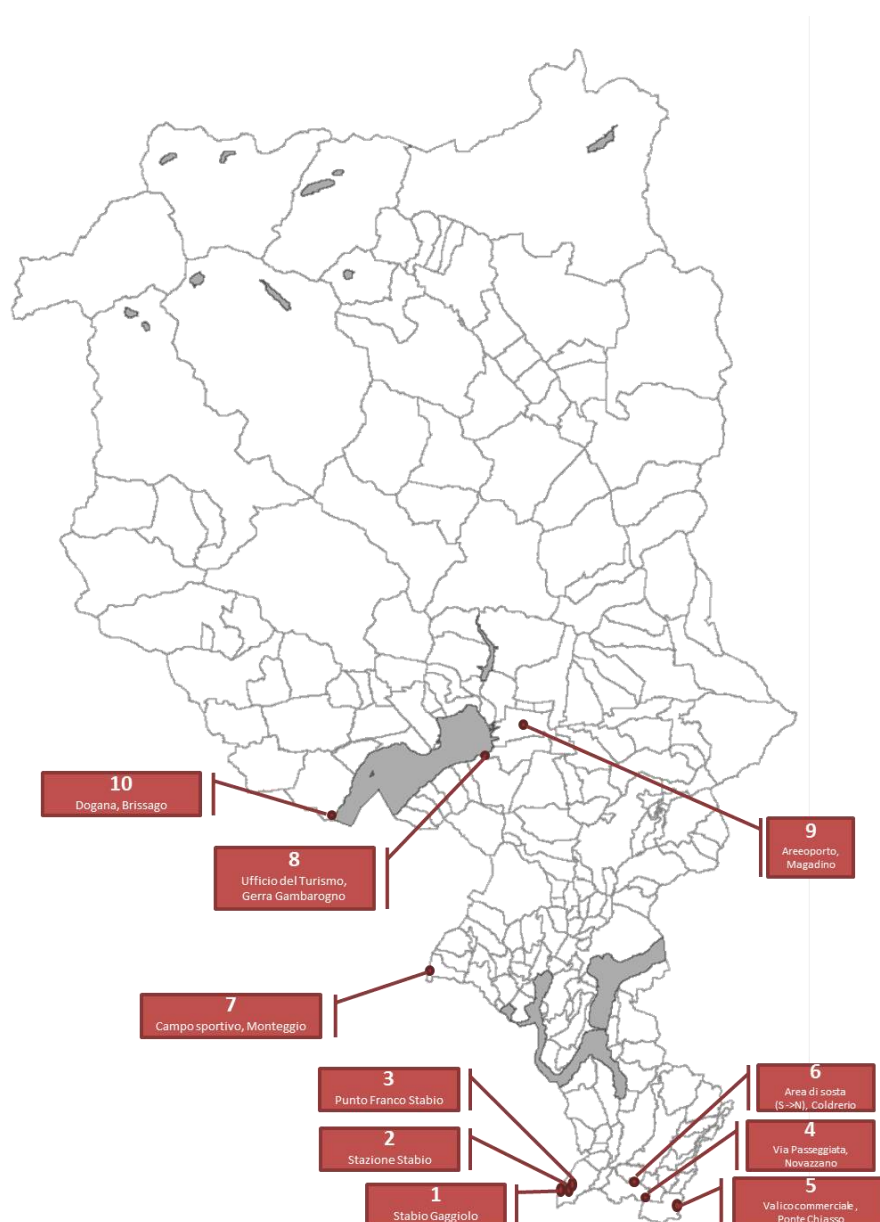 10
Dogana, Brissago
8
Ufficio del Turismo,
Gerra Gambarogno
9
Areeoporto,
Magadino
7
Campo sportivo, Monteggio
3
Punto Franco Stabio
6
Area di sosta
(S ->N), Coldrerio
2
Stazione Stabio
4
Via Passeggiata,
Novazzano
1
Stabio Gaggiolo
5
Valico commerciale,
Ponte Chiasso